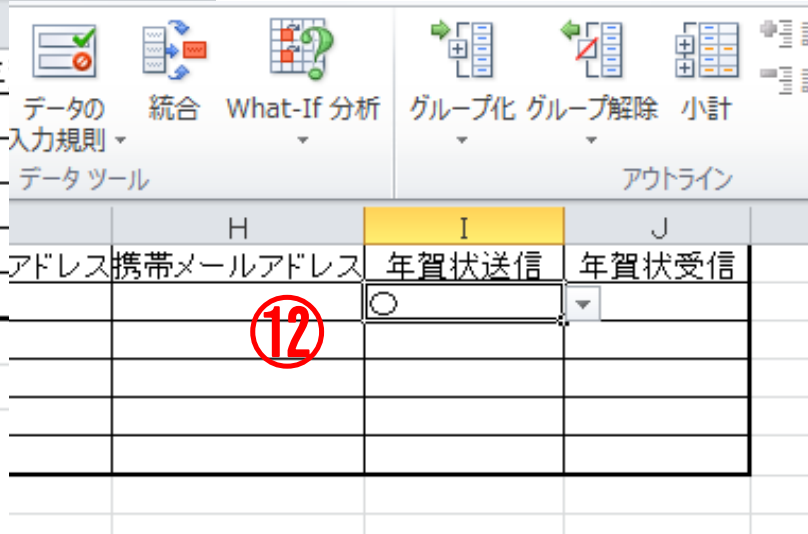 データの入力規則
統合
What-If 分析
グループ化
グループ解除
小計
データ ツール
アウトライン
H
I
J
アドレス
携帯メールアドレス
年賀状送信
年賀状受信
○
⑫